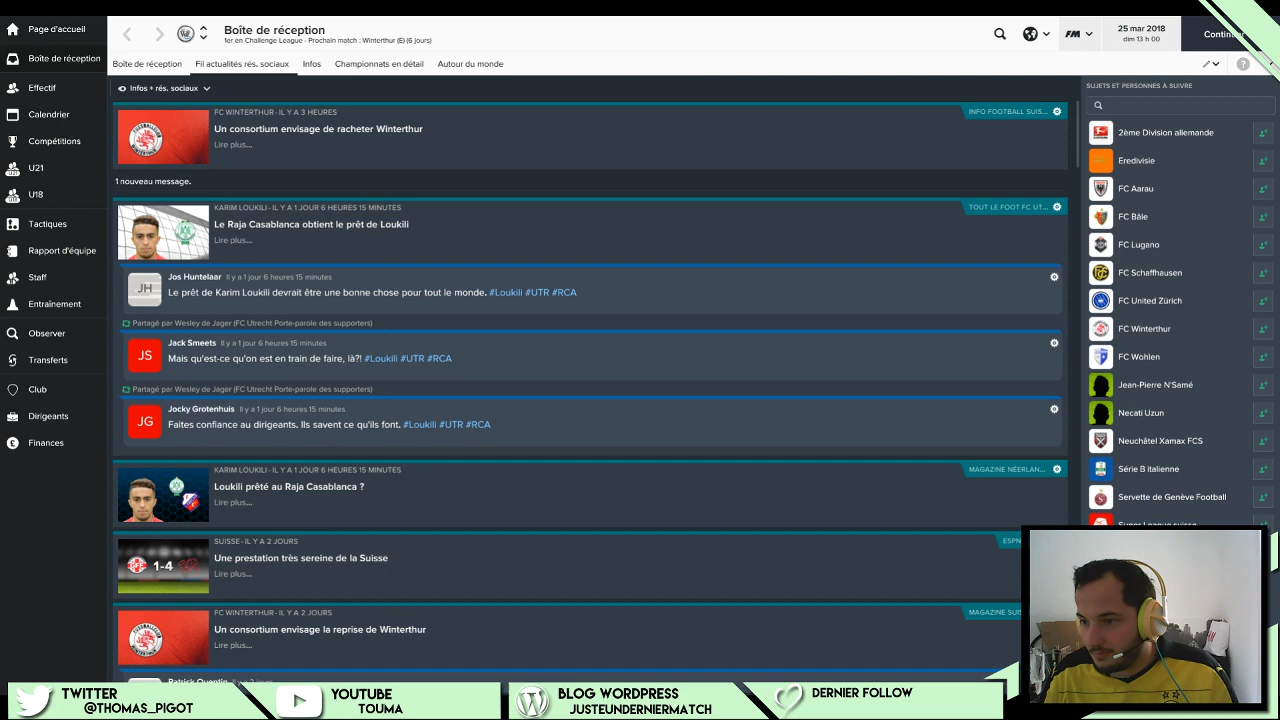 Page d'accueil
Boîte de réception
Effectif
Calendrier
Compétitions
U21
U18
Tactiques
Rapport d'équipe
Staff
Entraînement
Observer
Transferts
Club
Dirigeants
Finances
Boîte de réception
1er en Challenge League - Prochain match : Winterthur (E) (6 jours)
FM
25 mar 2018
dim 13 h 00
Boîte de réception
Fil actualités rés. sociaux
Infos
Championnats en détail
Autour du monde
Infos + rés. sociaux
FC WINTERTHUR - IL Y A 3 HEURES
INFO FOOTBALL SUIS...
Un consortium envisage de racheter Winterthur
Lire plus...
1 nouveau message.
KARIM LOUKILI - IL Y A 1 JOUR 6 HEURES 15 MINUTES
TOUT LE FOOT FC UT...
Le Raja Casablanca obtient le prêt de Loukili
Lire plus...
JH
Jos Huntelaar Il y a 1 jour 6 heures 15 minutes
Le prêt de Karim Loukili devrait être une bonne chose pour tout le monde. #Loukili #UTR #RCA
Partagé par Wesley de Jager (FC Utrecht Porte-parole des supporters)
JS
Jack Smeets Il y a 1 jour 6 heures 15 minutes
Mais qu'est-ce qu'on est en train de faire, là?! #Loukili #UTR #RCA
Partagé par Wesley de Jager (FC Utrecht Porte-parole des supporters)
JG
Jocky Grotenhuis Il y a 1 jour 6 heures 15 minutes
Faites confiance au dirigeants. Ils savent ce qu'ils font. #Loukili #UTR #RCA
KARIM LOUKILI - IL Y A 1 JOUR 6 HEURES 15 MINUTES
MAGAZINE NÉERLAN...
Loukili prêté au Raja Casablanca ?
Lire plus...
SUISSE - IL Y A 2 JOURS
ESPN
1-4
Une prestation très sereine de la Suisse
Lire plus...
FC WINTERTHUR - IL Y A 2 JOURS
MAGAZINE SUIS
Un consortium envisage la reprise de Winterthur
Lire plus...
Patrick Quentin Il y a 2 jours
SUJETS ET PERSONNES À SUIVRE
2ème Division allemande
Eredivisie
FC Aarau
FC Bâle
FC Lugano
FC Schaffhausen
FC United Zürich
FC Winterthur
FC Wohlen
Jean-Pierre N'Samé
Necati Uzun
Neuchâtel Xamax FCS
Série B italienne
Servette de Genève Football
Super League suisse
TWITTER
@THOMAS_PIGOT
YOUTUBE
TOUMA
BLOG WORDPRESS
JUSTEUNDERNIERMATCH
DERNIER FOLLOW